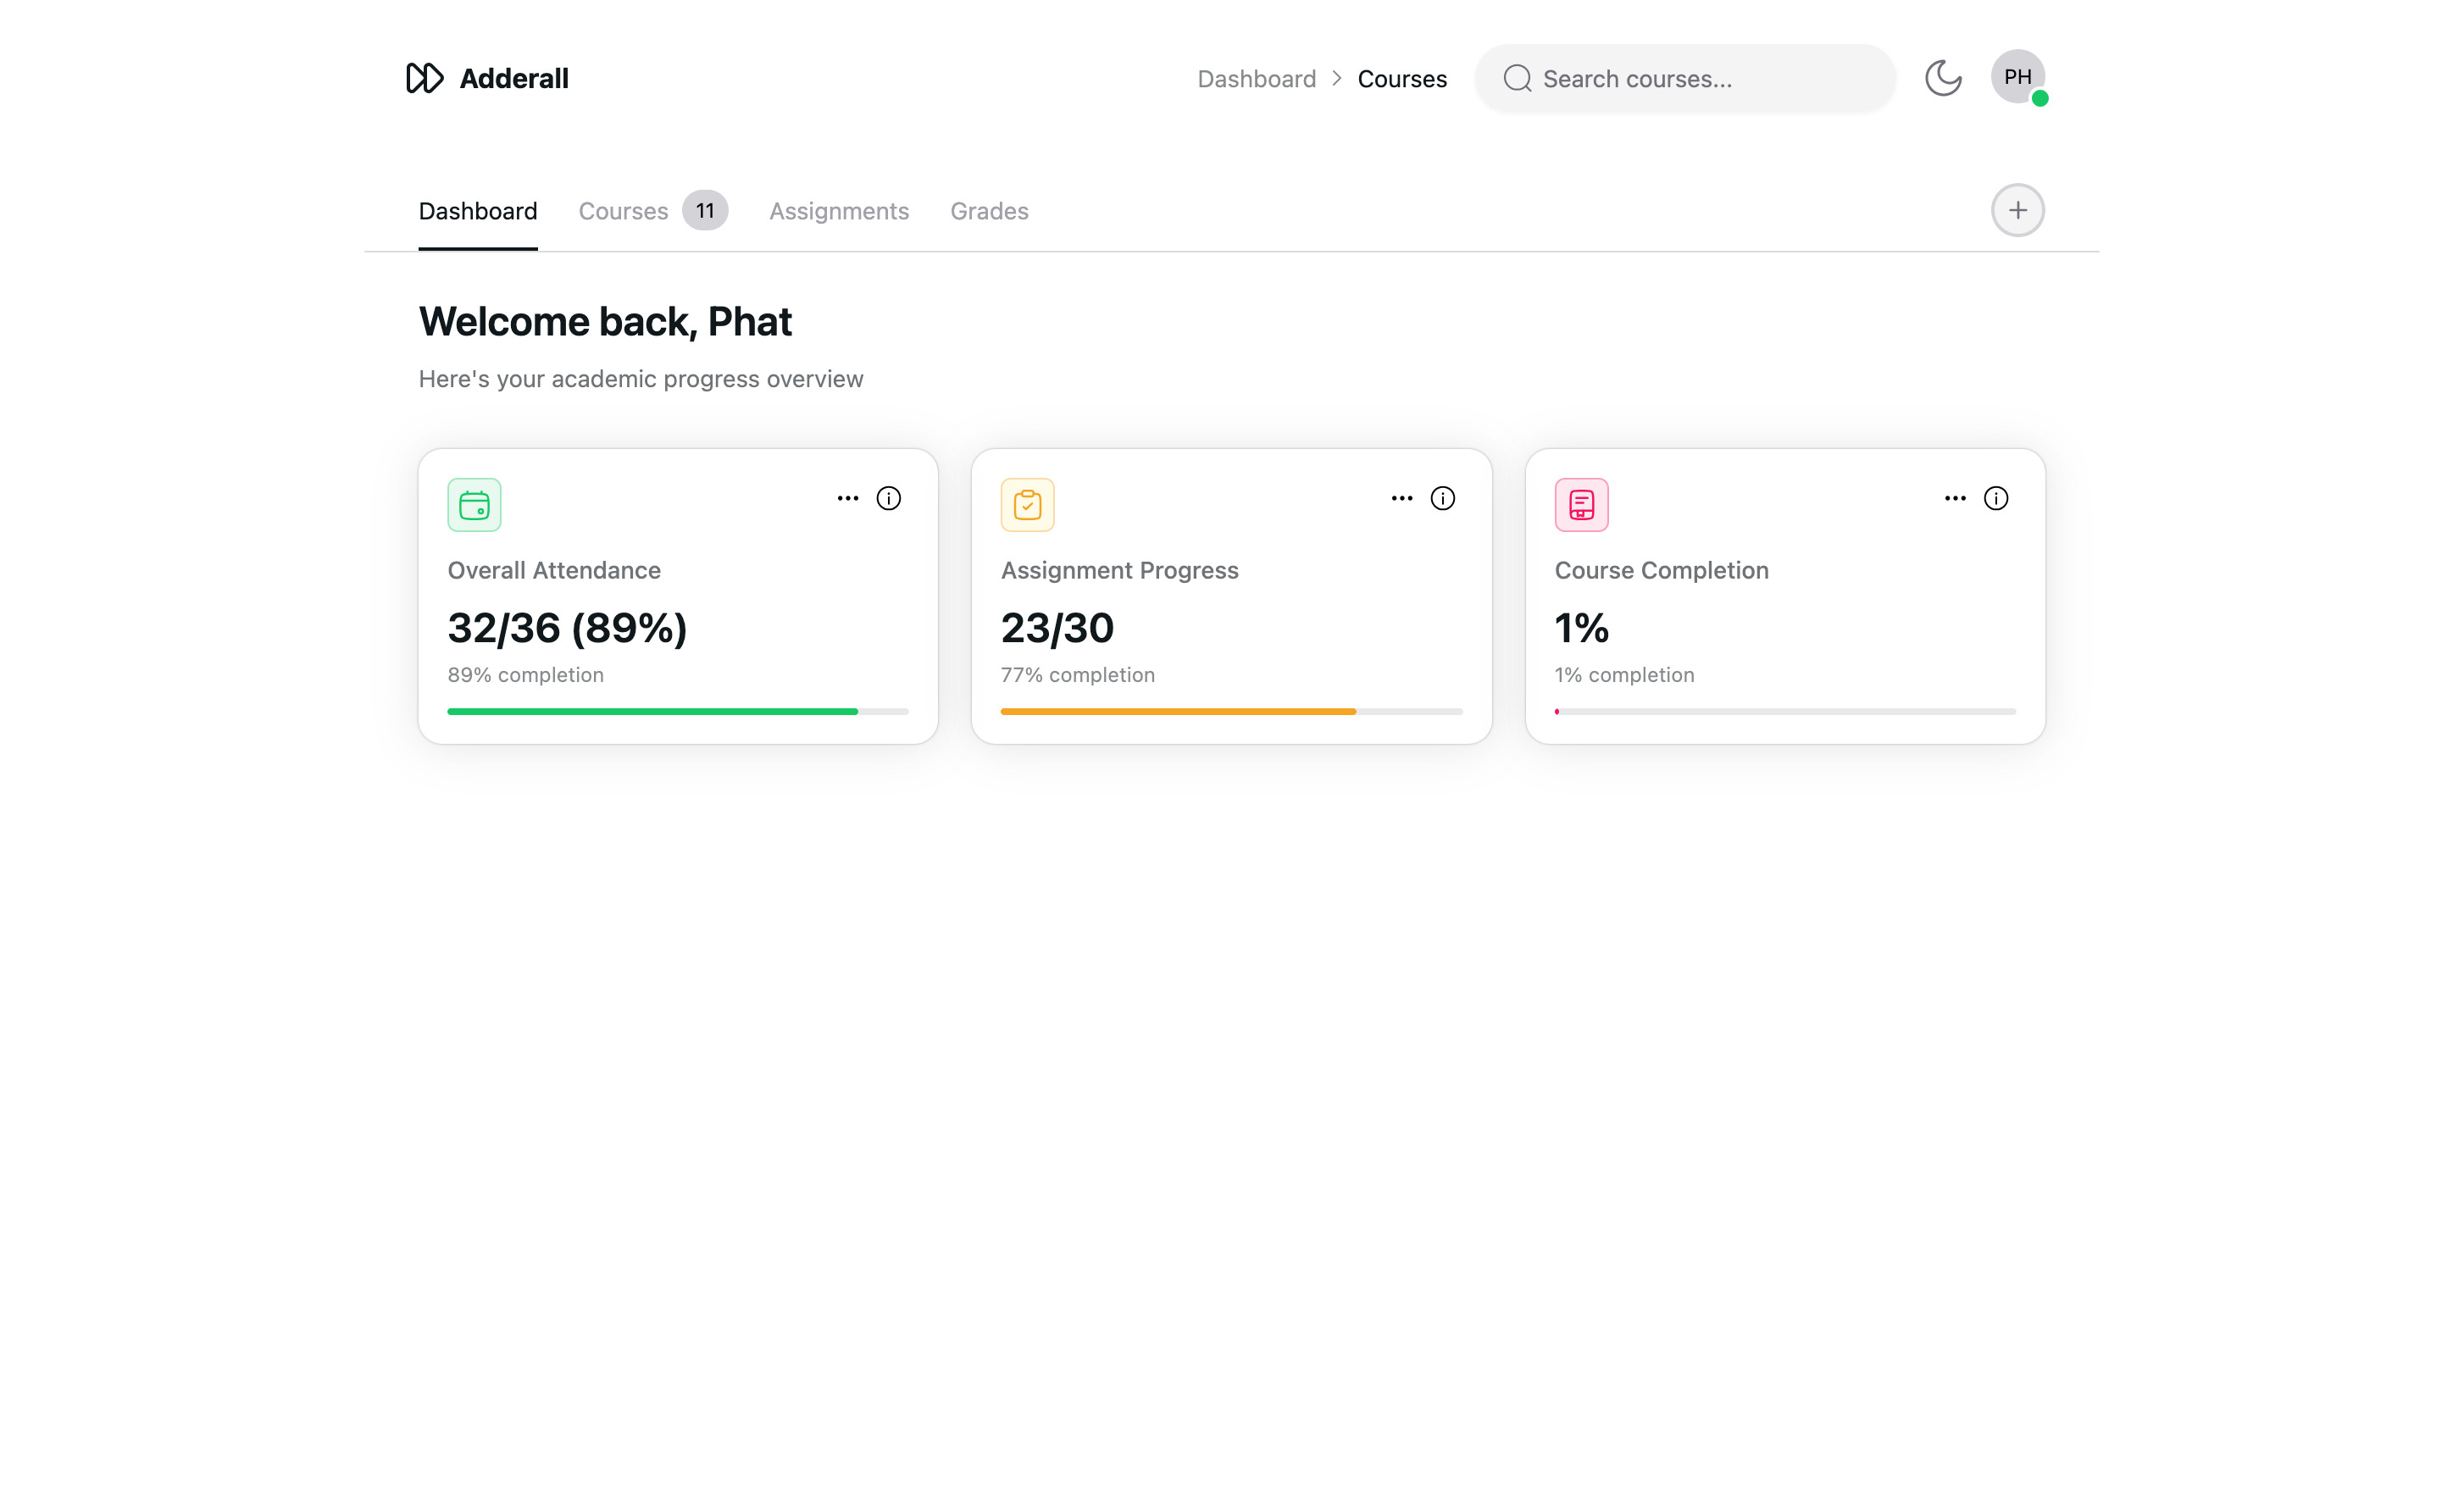 Adderall
Dashboard > Courses
Search courses...
PH
Dashboard
Courses 11
Assignments
Grades
Welcome back, Phat
Here's your academic progress overview
Overall Attendance
32/36 (89%)
89% completion
Assignment Progress
23/30
77% completion
Course Completion
1%
1% completion